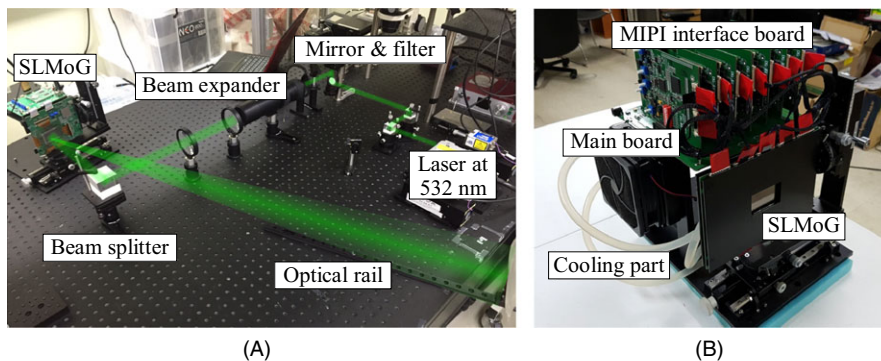 SLMoG
Beam expander
Mirror & filter
Laser at
532 nm
Beam splitter
Optical rail
(A)
MIPI interface board
Main board
SLMoG
Cooling part
(B)